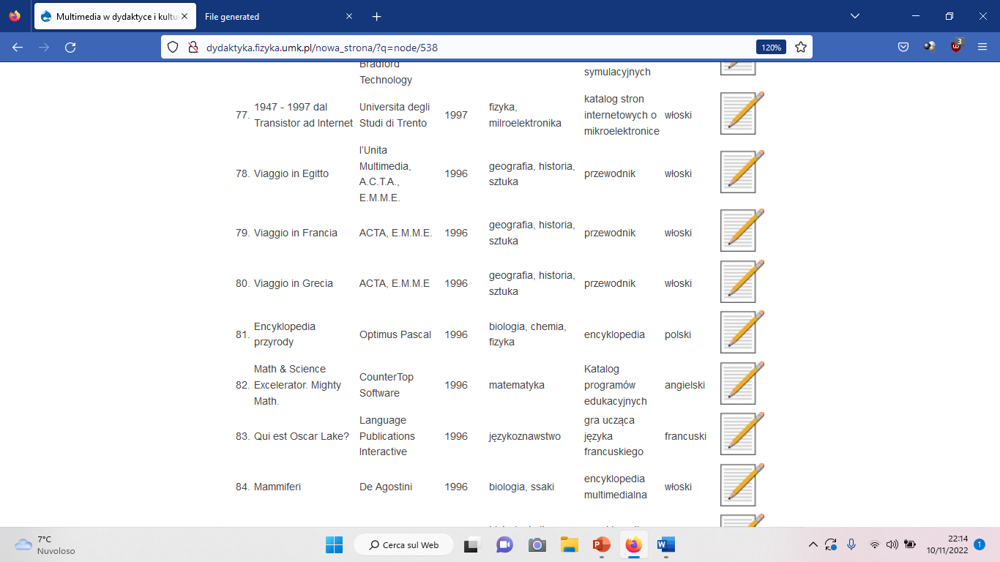 Multimedia w dydaktyce i kultu
File generated
dydaktyka.fizyka.umk.pl/nowa_strona/?q=node/538
120%
3
Bradford
Technology
symulacyjnych
77. 1947 - 1997 dal
Transistor ad Internet
Universita degli
Studi di Trento
1997
fizyka,
milroelektronika
katalog stron
internetowych o
mikroelektronice
włoski
78. Viaggio in Egitto
l'Unita
Multimedia,
A.C.T.A.,
E.M.M.E.
1996
geografia, historia,
sztuka
przewodnik
włoski
79. Viaggio in Francia
ACTA, E.M.M.E.
1996
geografia, historia,
sztuka
przewodnik
włoski
80. Viaggio in Grecia
ACTA, E.M.M.E
1996
geografia, historia,
sztuka
przewodnik
włoski
81. Encyklopedia
przyrody
Optimus Pascal
1996
biologia, chemia,
fizyka
encyklopedia
polski
82. Math & Science
Excelerator. Mighty
Math.
CounterTop
Software
1996
matematyka
Katalog
programów
edukacyjnych
angielski
83. Qui est Oscar Lake?
Language
Publications
Interactive
1996
językoznawstwo
gra ucząca
języka
francuskiego
francuski
84. Mammiferi
De Agostini
1996
biologia, ssaki
encyklopedia
multimedialna
włoski
7°C
Nuvoloso
Cerca sul Web
22:14
10/11/2022
1